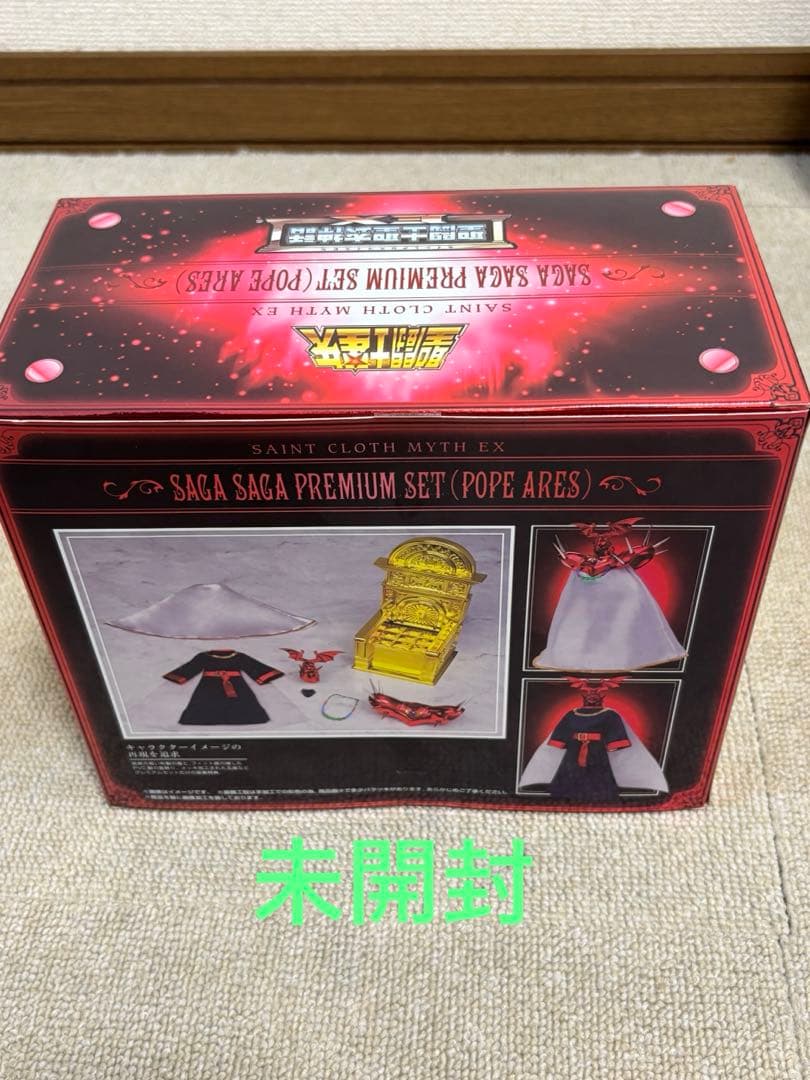 聖闘士聖衣神話
EX
SAGA SAGA PREMIUM SET (POPE ARES)
SAINT CLOTH MYTH EX
聖闘士星矢
SAINT CLOTH MYTH EX
SAGA SAGA PREMIUM SET (POPE ARES)
キャラクターイメージの
再現を追求
未開封